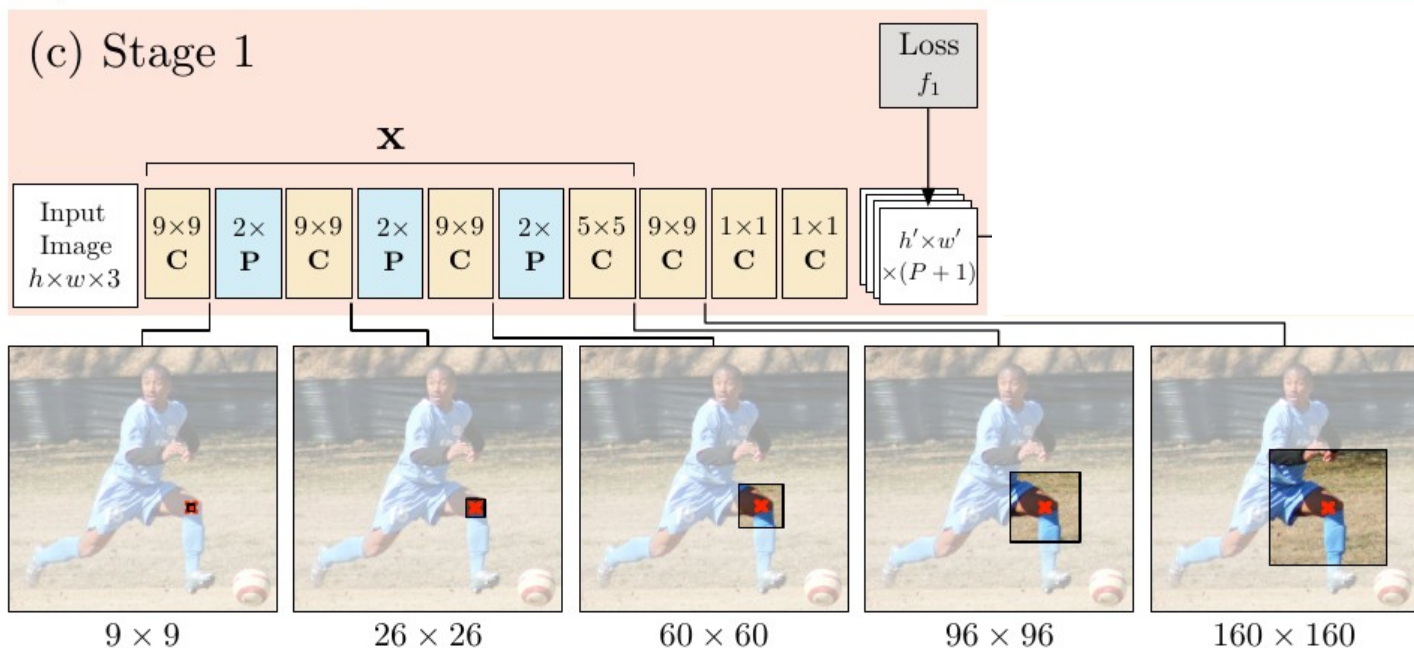 (c) Stage 1
Loss
f₁
x
Input
Image
h×w×3
9×9
C
2×
P
9×9
C
2×
P
9×9
C
2×
P
5×5
C
9×9
C
1×1
C
1×1
C
h′×w′
×(P + 1)
9 × 9
26 × 26
60 × 60
96 × 96
160 × 160